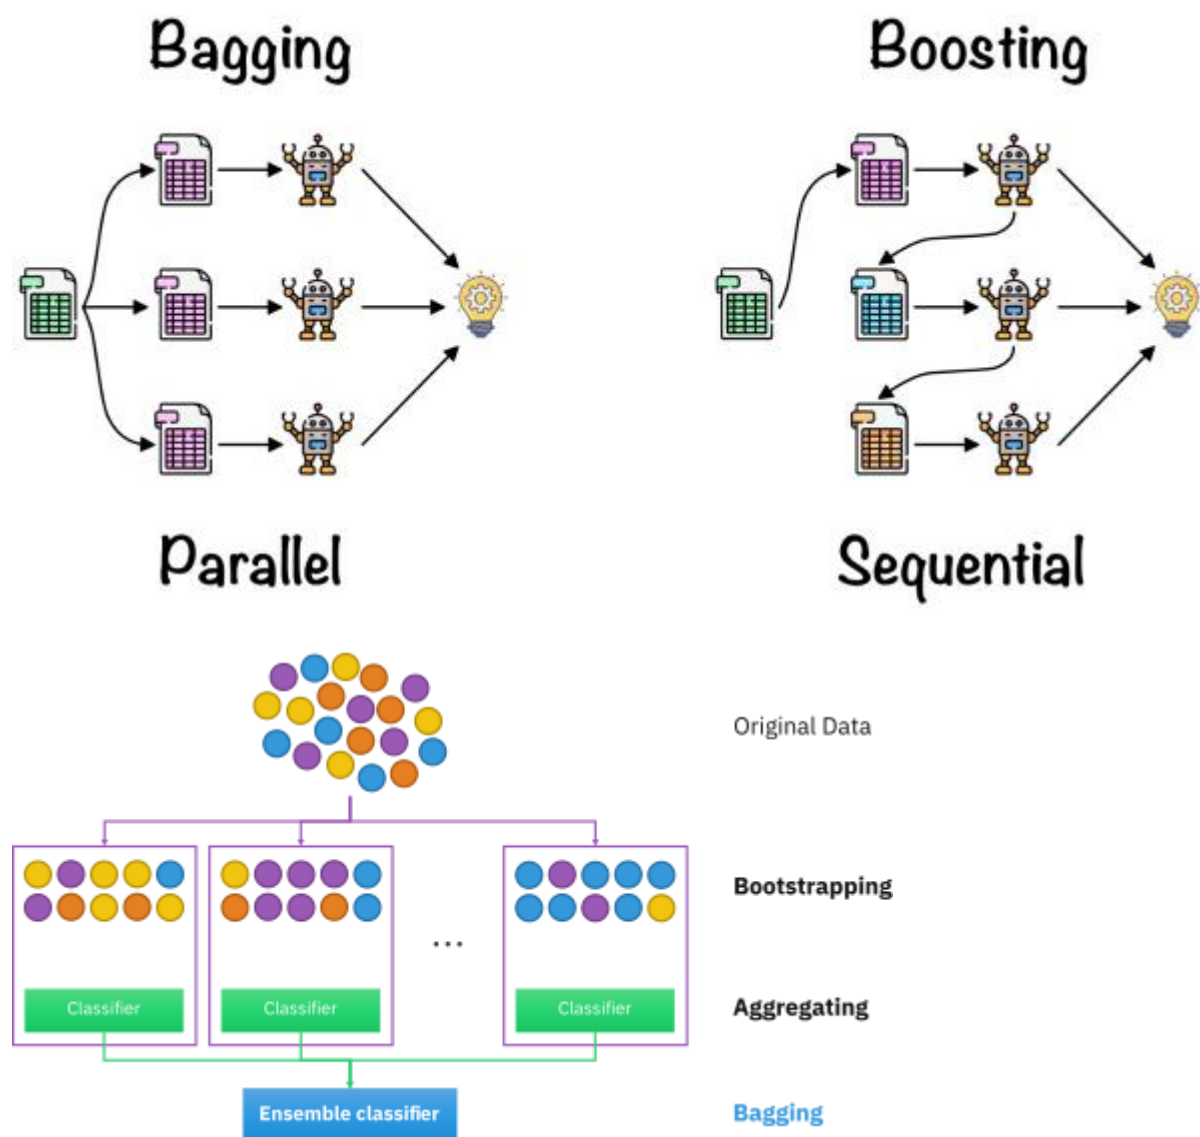 Bagging
Boosting
Parallel
Sequential
Original Data
Bootstrapping
...
Classifier
Classifier
Classifier
Aggregating
Ensemble classifier
Bagging